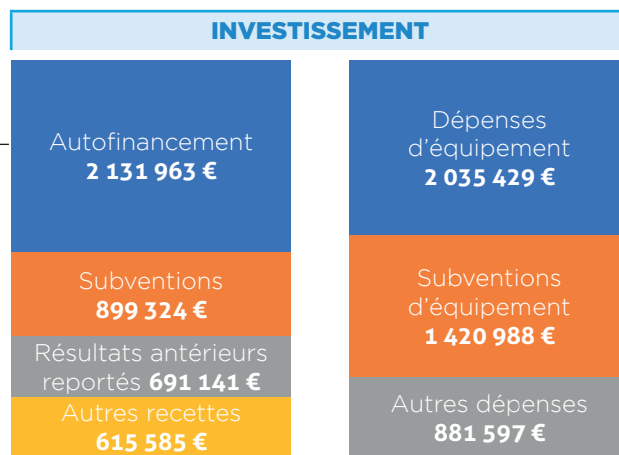 INVESTISSEMENT
Autofinancement
2 131 963 €
Subventions
899 324 €
Résultats antérieurs
reportés 691 141 €
Autres recettes
615 585 €
Dépenses
d'équipement
2 035 429 €
Subventions
d'équipement
1 420 988 €
Autres dépenses
881 597 €